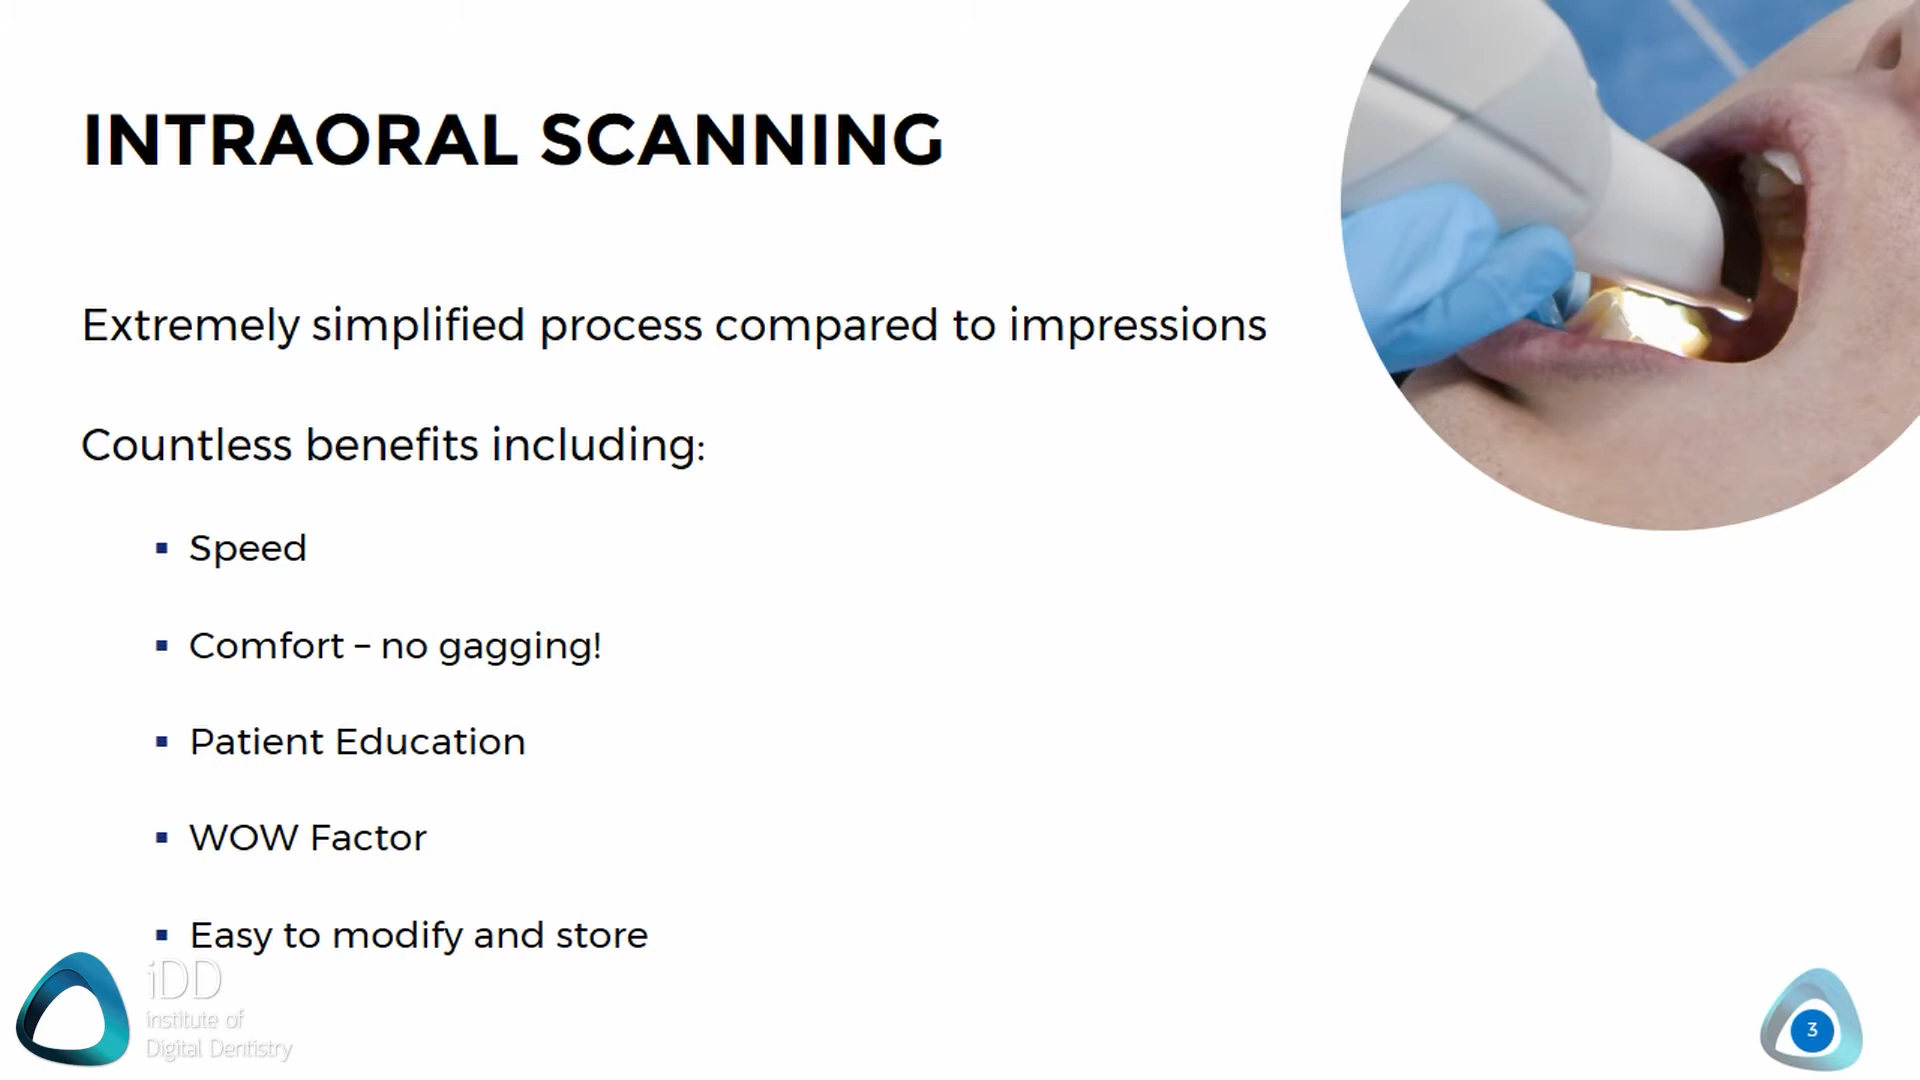 INTRAORAL SCANNING
Extremely simplified process compared to impressions
Countless benefits including:
▪ Speed
▪ Comfort – no gagging!
▪ Patient Education
▪ WOW Factor
▪ Easy to modify and store
iDD
institute of
Digital Dentistry
3